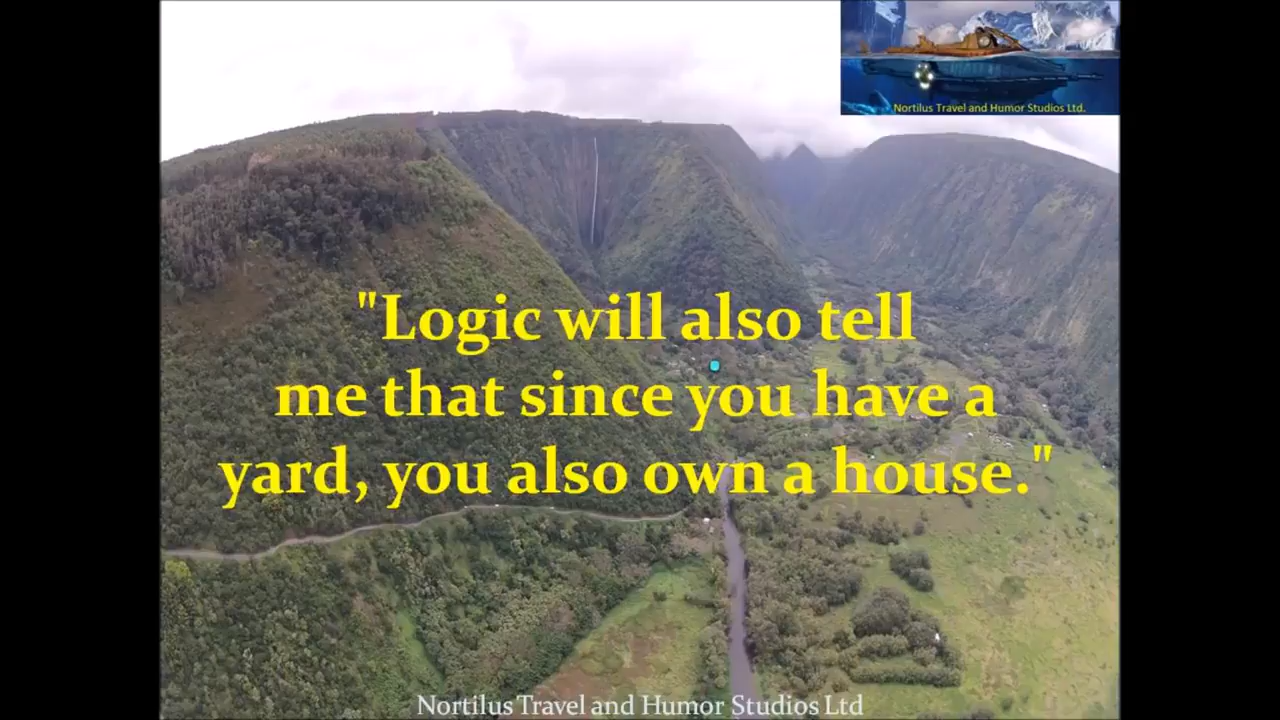 Nortilus Travel and Humor Studios Ltd.
"Logic will also tell
me that since you have a
yard, you also own a house."
Nortilus Travel and Humor Studios Ltd